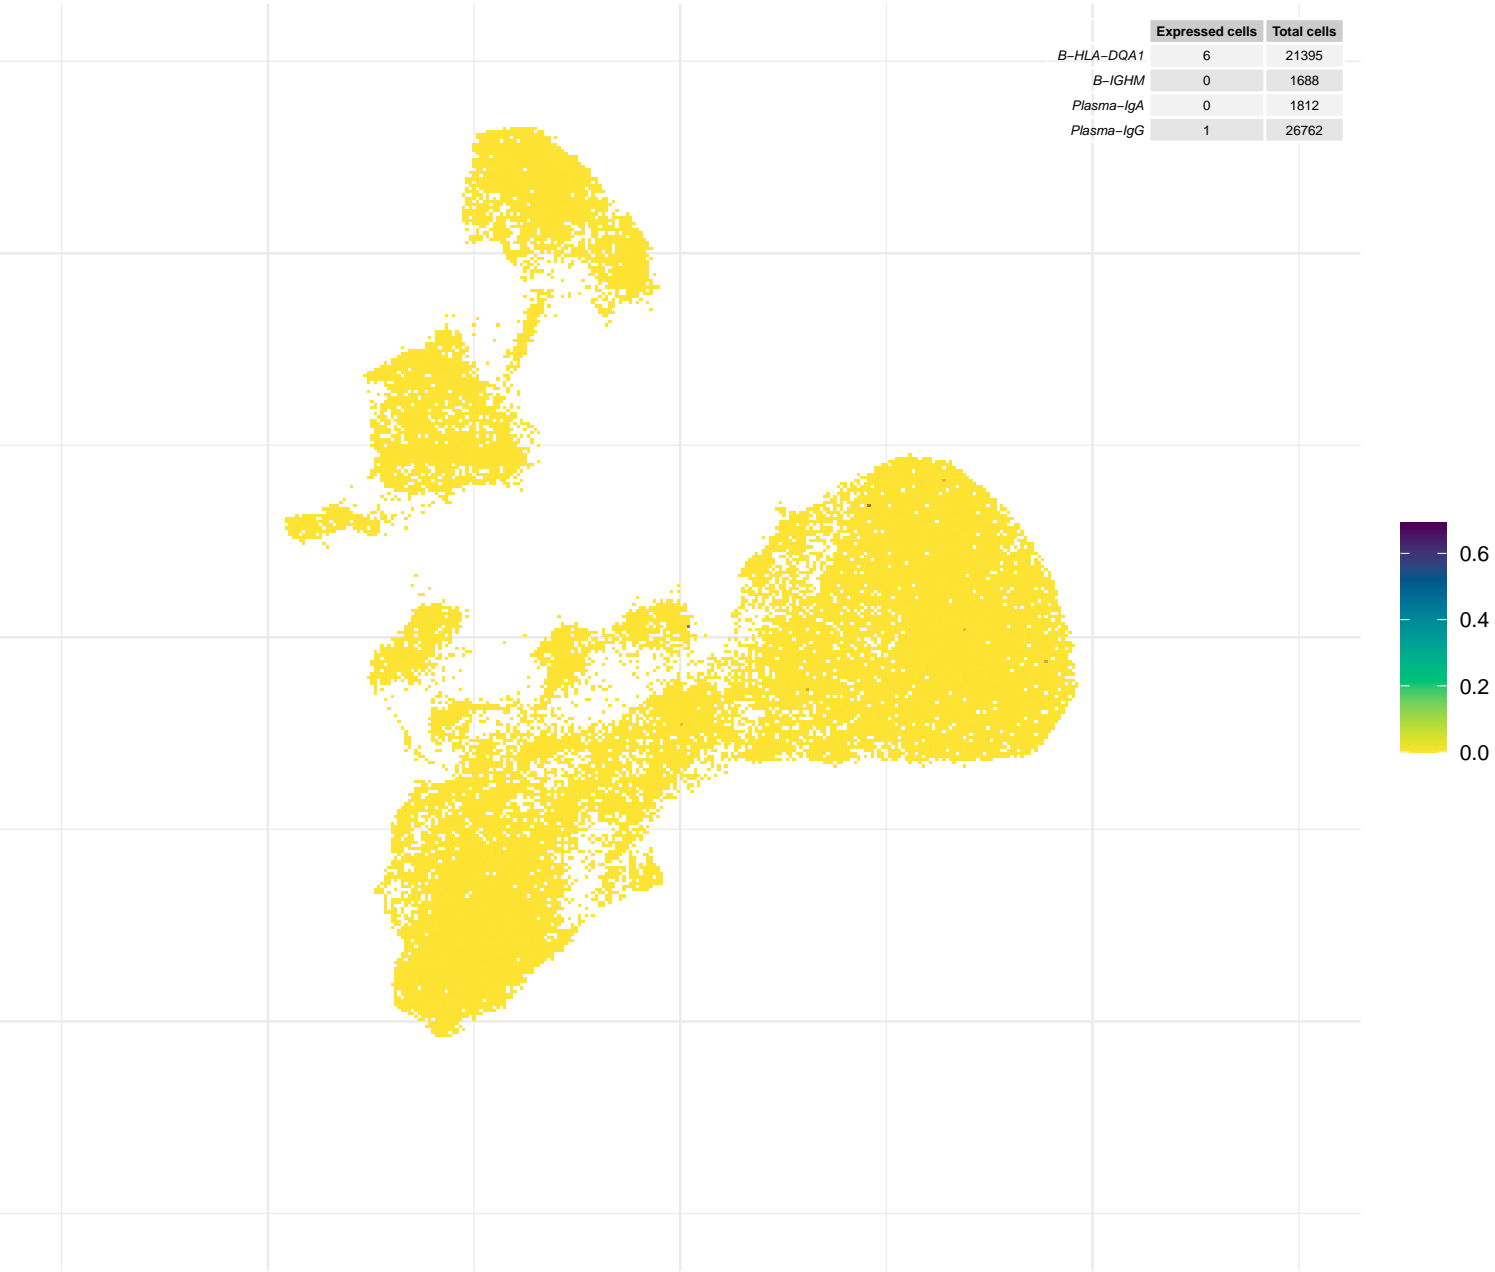 Expressed cells Total cells
B−HLA−DQA1 6 21395
B−IGHM 0 1688
Plasma−IgA 0 1812
Plasma−IgG 1 26762
0.6
0.4
0.2
0.0